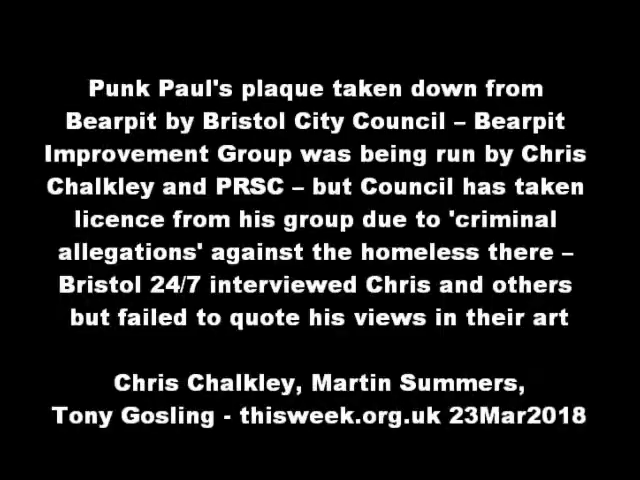 Punk Paul's plaque taken down from
Bearpit by Bristol City Council – Bearpit
Improvement Group was being run by Chris
Chalkley and PRSC – but Council has taken
licence from his group due to 'criminal
allegations' against the homeless there –
Bristol 24/7 interviewed Chris and others
but failed to quote his views in their art
Chris Chalkley, Martin Summers,
Tony Gosling - thisweek.org.uk 23Mar2018